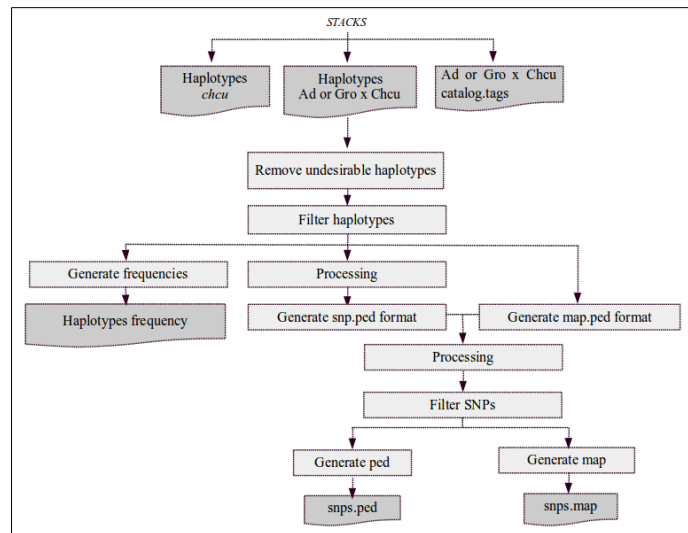 STACKS
Haplotypes
chcu
Haplotypes
Ad or Gro x Chcu
Ad or Gro x Chcu
catalog.tags
Remove undesirable haplotypes
Filter haplotypes
Generate frequencies
Processing
Haplotypes frequency
Generate snp.ped format
Generate map.ped format
Processing
Filter SNPs
Generate ped
Generate map
snps.ped
snps.map